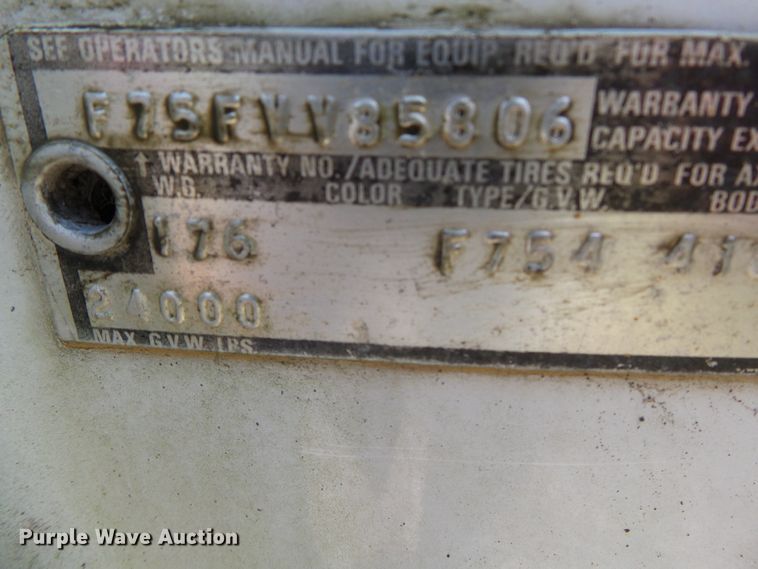 SEE OPERATORS MANUAL FOR EQUIP. REQ'D FOR MAX.
F75FVV85806
WARRANTY
CAPACITY EX
↑ WARRANTY NO./ADEQUATE TIRES REQ'D FOR AX
W.B. COLOR TYPE/G.V.W. BOD
176 F754
24000
MAX. G.V.W. LBS.
Purple Wave Auction